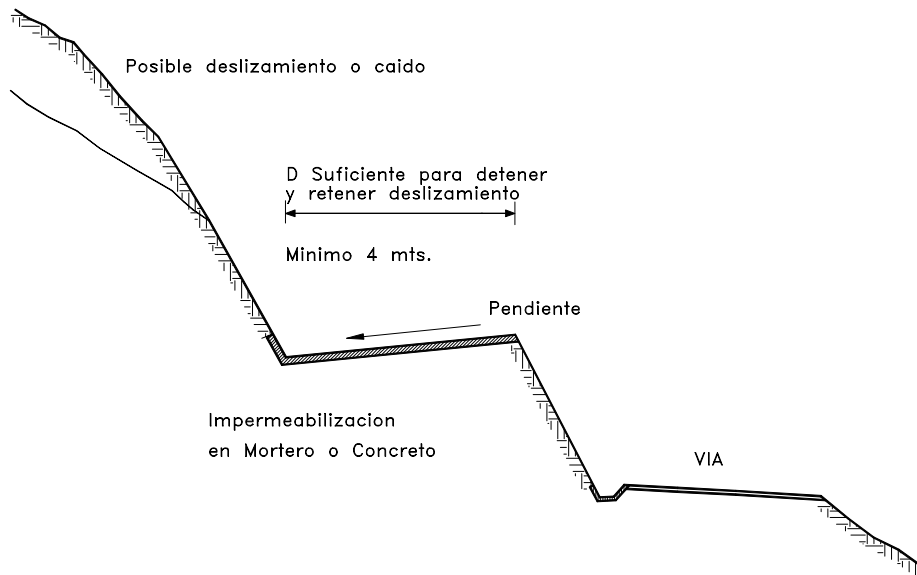 Posible deslizamiento o caido
D Suficiente para detener
y retener deslizamiento
Minimo 4 mts.
Pendiente
Impermeabilizacion
en Mortero o Concreto
VIA